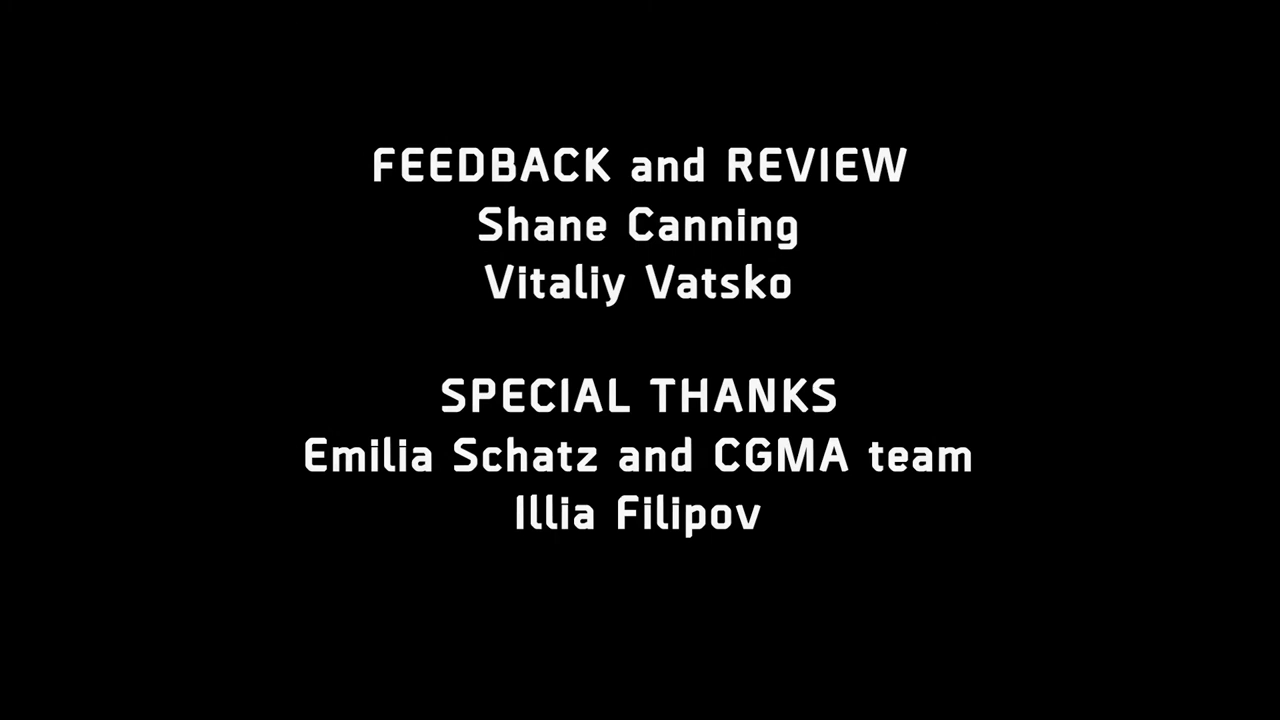 FEEDBACK and REVIEW
Shane Canning
Vitaliy Vatsko
SPECIAL THANKS
Emilia Schatz and CGMA team
Illia Filipov